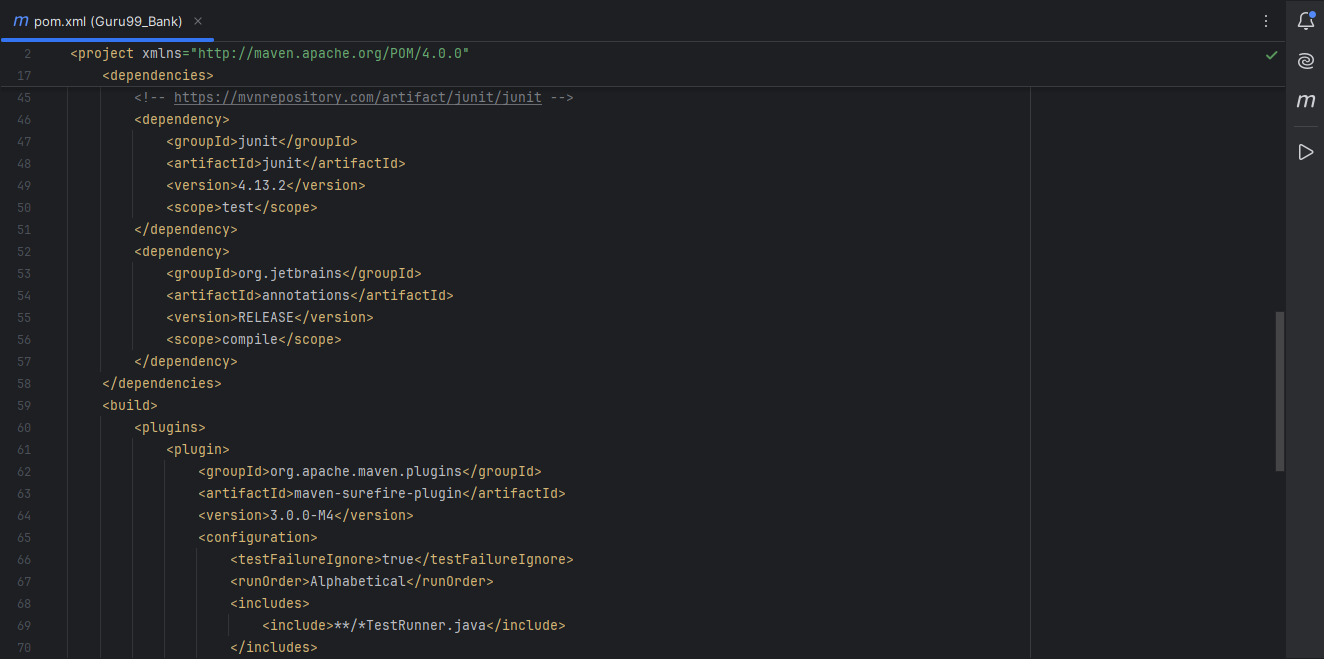 m pom.xml (Guru99_Bank)
2 <project xmlns="http://maven.apache.org/POM/4.0.0"
17 <dependencies>
45 <!-- https://mvnrepository.com/artifact/junit/junit -->
46 <dependency>
47 <groupId>junit</groupId>
48 <artifactId>junit</artifactId>
49 <version>4.13.2</version>
50 <scope>test</scope>
51 </dependency>
52 <dependency>
53 <groupId>org.jetbrains</groupId>
54 <artifactId>annotations</artifactId>
55 <version>RELEASE</version>
56 <scope>compile</scope>
57 </dependency>
58 </dependencies>
59 <build>
60 <plugins>
61 <plugin>
62 <groupId>org.apache.maven.plugins</groupId>
63 <artifactId>maven-surefire-plugin</artifactId>
64 <version>3.0.0-M4</version>
65 <configuration>
66 <testFailureIgnore>true</testFailureIgnore>
67 <runOrder>Alphabetical</runOrder>
68 <includes>
69 <include>**/*TestRunner.java</include>
70 </includes>
m